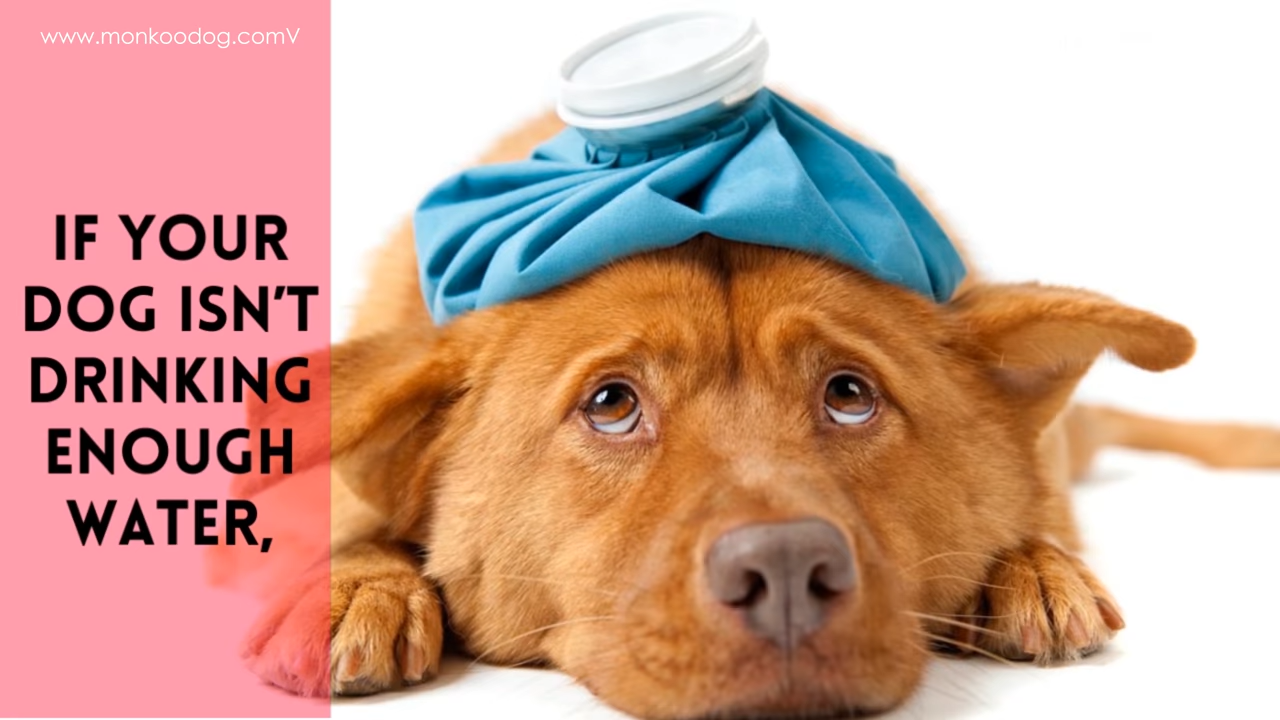 www.monkoodog.comV
IF YOUR
DOG ISN'T
DRINKING
ENOUGH
WATER,